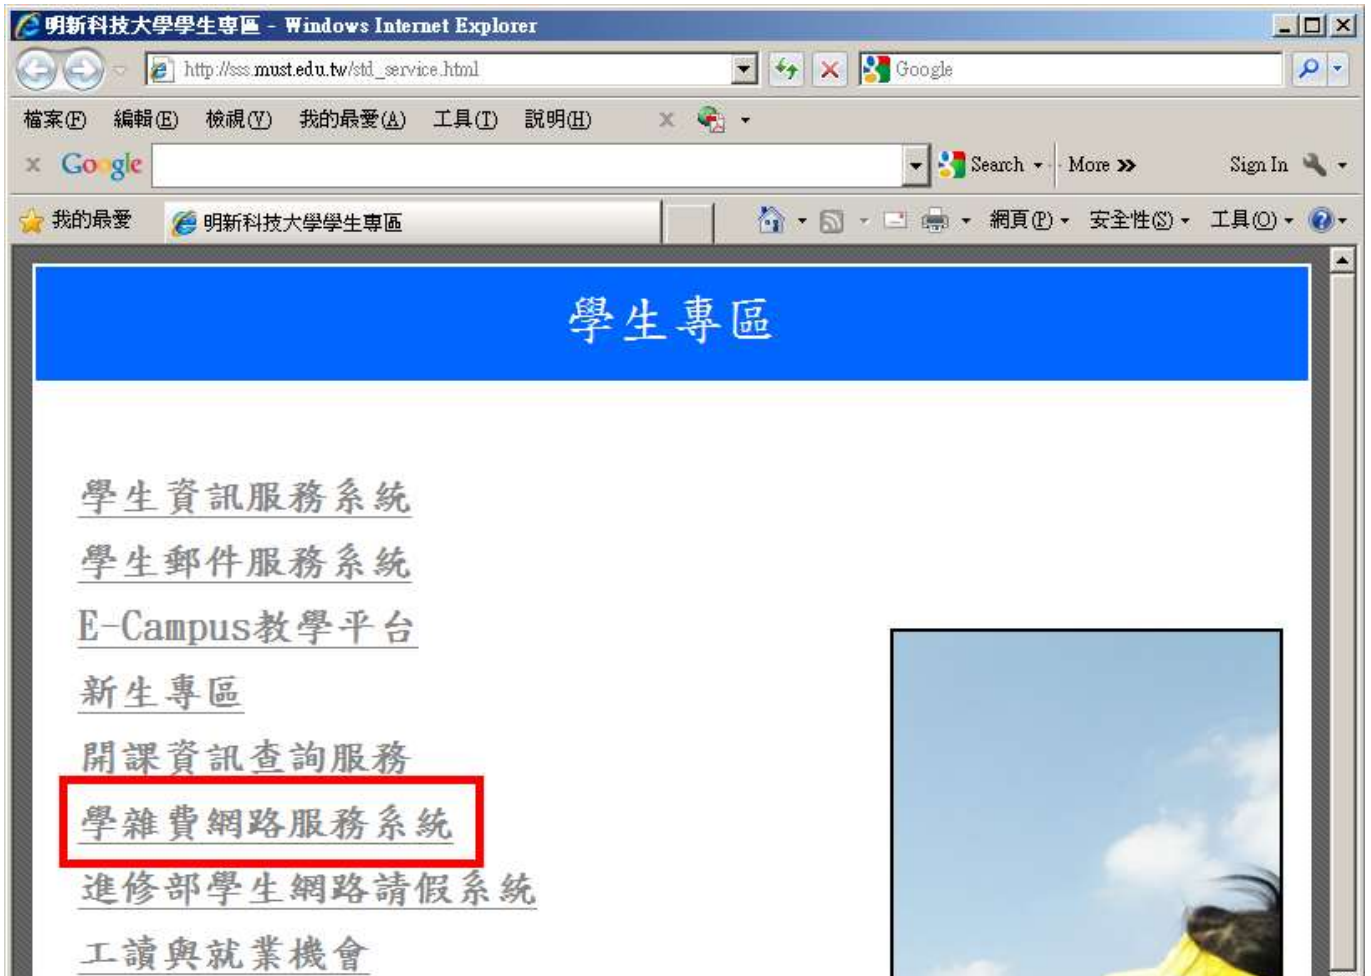 明新科技大學學生專區 - Windows Internet Explorer
http://sss.must.edu.tw/std_service.html
Google
檔案(F) 編輯(E) 檢視(V) 我的最愛(A) 工具(T) 說明(H)
Google Search More Sign In
我的最愛 明新科技大學學生專區 網頁(P) 安全性(S) 工具(O)
學生專區
學生資訊服務系統
學生郵件服務系統
E-Campus教學平台
新生專區
開課資訊查詢服務
學雜費網路服務系統
進修部學生網路請假系統
工讀與就業機會